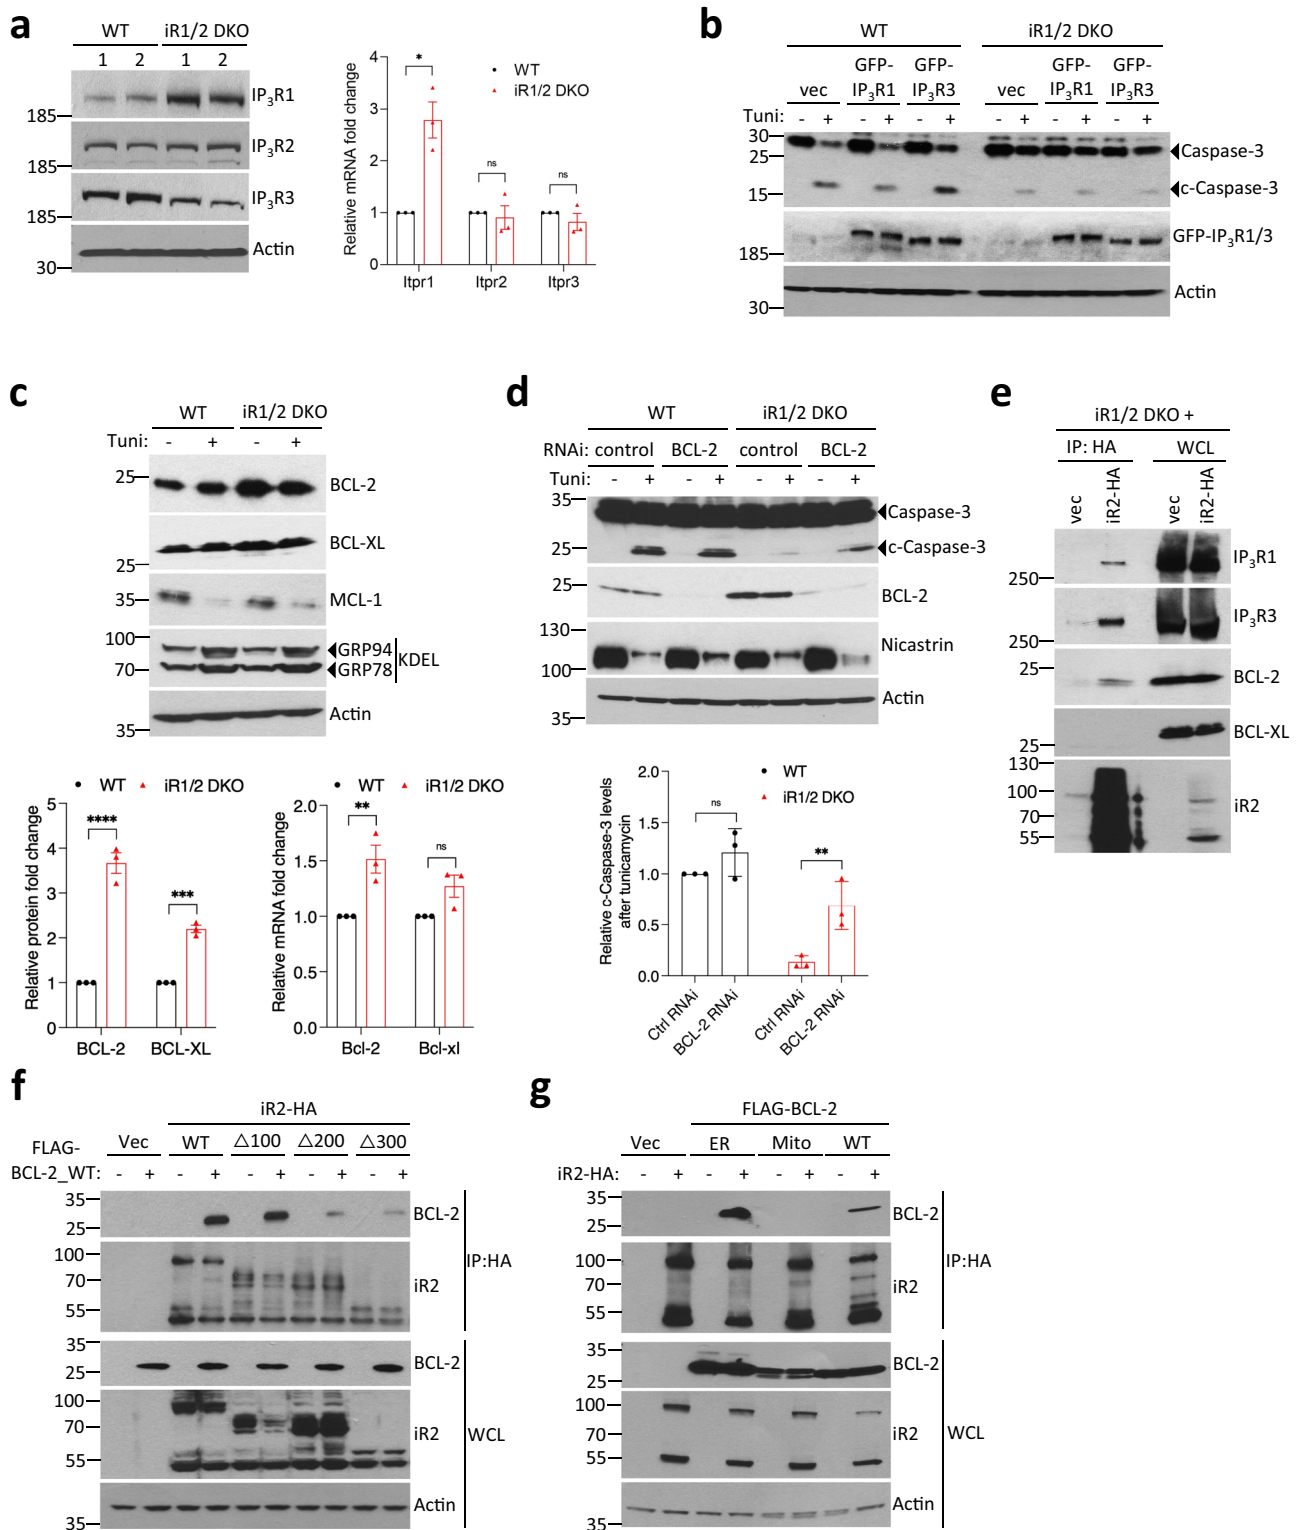 a
WT iR1/2 DKO
1 2 1 2
IP3R1
185
IP3R2
185
IP3R3
185
Actin
30
Relative mRNA fold change
4
3
2
1
0
*
ns
ns
WT
iR1/2 DKO
Itpr1 Itpr2 Itpr3
b
WT iR1/2 DKO
GFP- GFP- GFP- GFP-
vec IP3R1 IP3R3 vec IP3R1 IP3R3
Tuni: - + - + - + - + - + - +
30
25 Caspase-3
15 c-Caspase-3
GFP-IP3R1/3
185
Actin
30
c
WT iR1/2 DKO
Tuni: - + - +
25 BCL-2
BCL-XL
25
35 MCL-1
100 GRP94
KDEL
70 GRP78
Actin
35
WT iR1/2 DKO
Relative protein fold change
5
4
3
2
1
0
****
***
BCL-2 BCL-XL
WT iR1/2 DKO
Relative mRNA fold change
2.0
1.5
1.0
0.5
0.0
**
ns
Bcl-2 Bcl-xl
d
WT iR1/2 DKO
RNAi: control BCL-2 control BCL-2
Tuni: - + - + - + - +
35
Caspase-3
25 c-Caspase-3
25
BCL-2
130
Nicastrin
100
Actin
35
Relative c-Caspase-3 levels
after tunicamycin
2.0
1.5
1.0
0.5
0.0
WT
iR1/2 DKO
ns
**
Ctrl RNAi BCL-2 RNAi Ctrl RNAi BCL-2 RNAi
e
iR1/2 DKO +
IP: HA WCL
vec iR2-HA vec iR2-HA
IP3R1
250
IP3R3
250
25 BCL-2
BCL-XL
25
130
100 iR2
70
55
f
iR2-HA
Vec WT △100 △200 △300
FLAG-
BCL-2_WT: - + - + - + - + - +
35
BCL-2
25
100 IP:HA
70 iR2
55
35
BCL-2
25
100
70 iR2
WCL
55
Actin
35
g
FLAG-BCL-2
Vec ER Mito WT
iR2-HA: - + - + - + - +
35
BCL-2
25
100 IP:HA
70 iR2
55
35
BCL-2
25
100
70 iR2
WCL
55
Actin
35